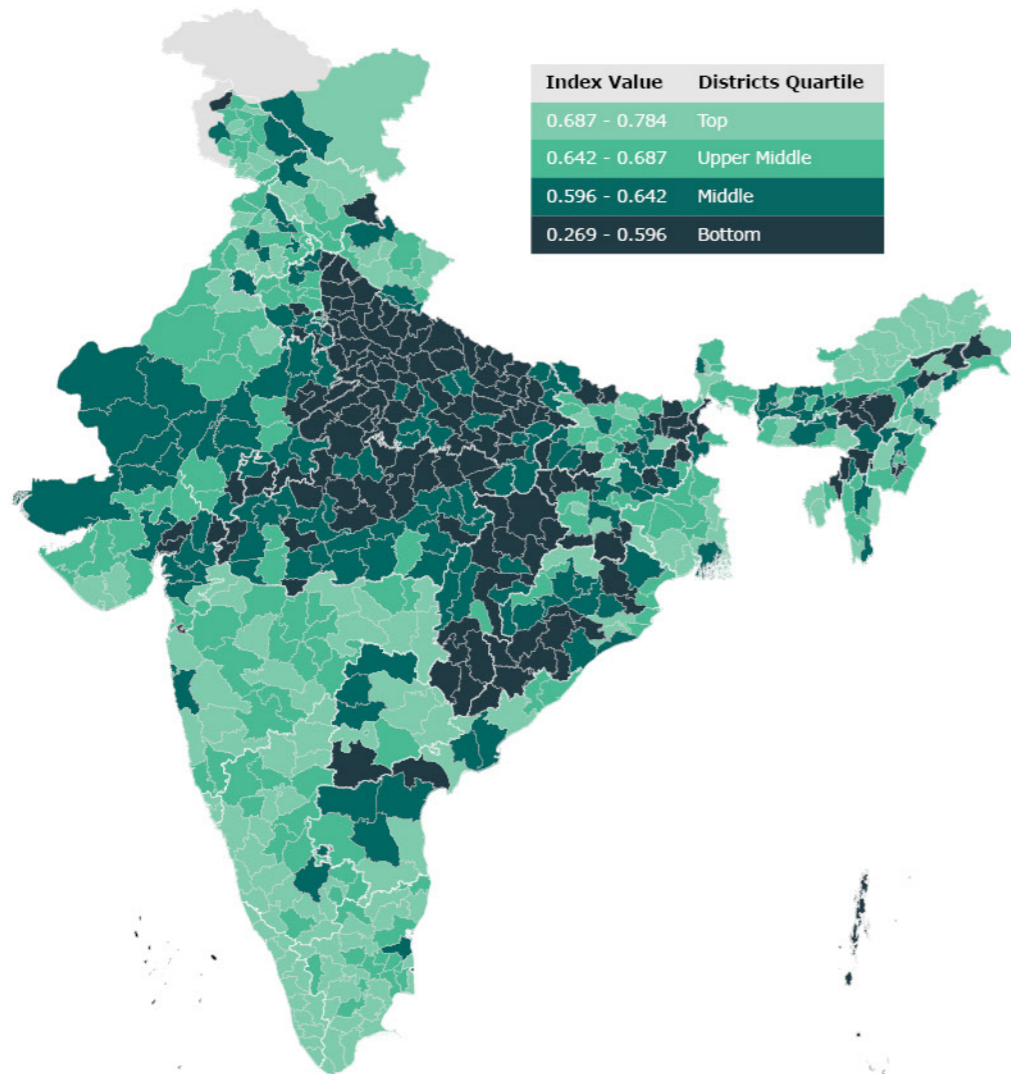 Index Value Districts Quartile
0.687 - 0.784 Top
0.642 - 0.687 Upper Middle
0.596 - 0.642 Middle
0.269 - 0.596 Bottom